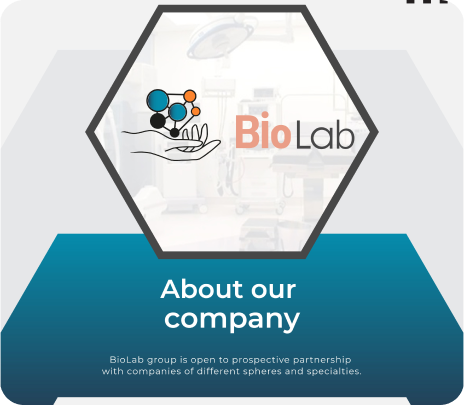 BioLab
About our
company
BioLab group is open to prospective partnership
with companies of different spheres and specialties.